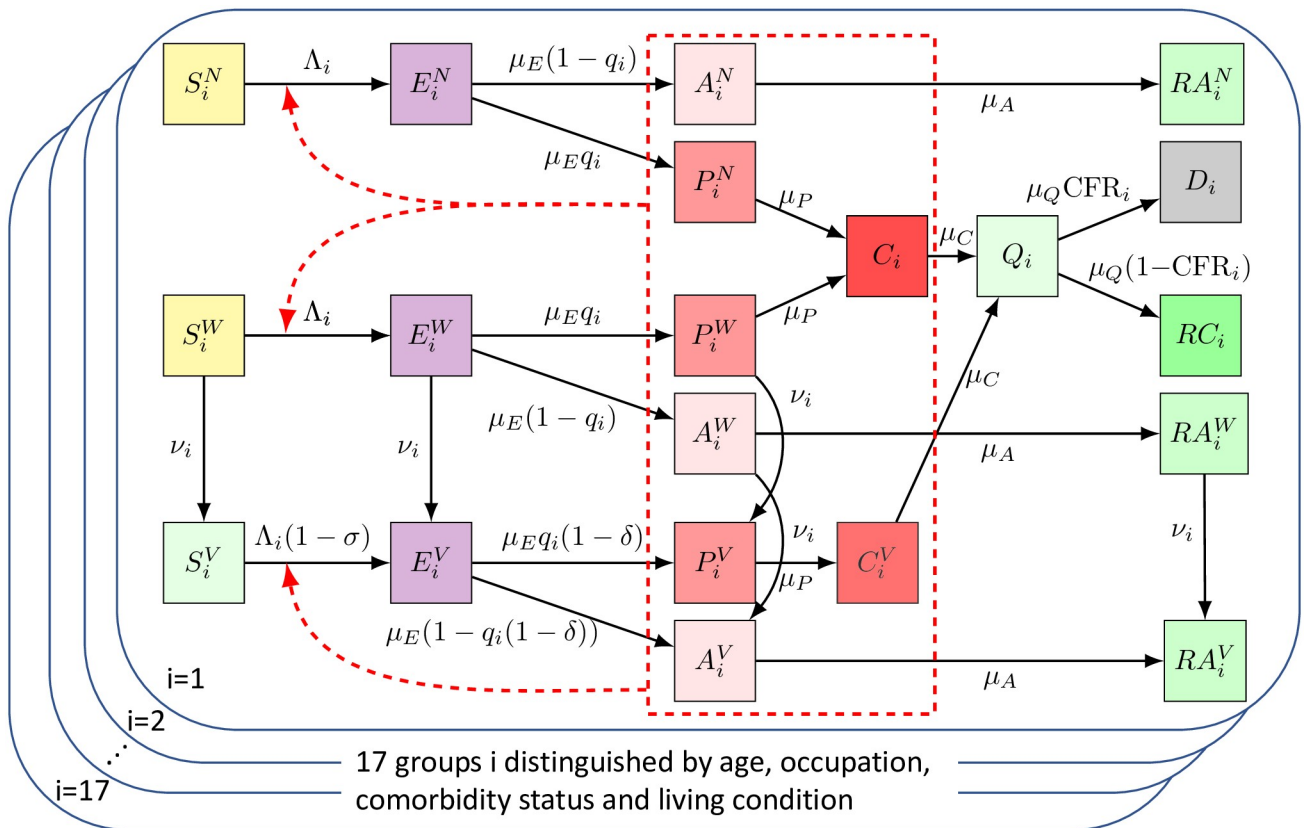 S_i^N Λ_i E_i^N μ_E(1 − q_i) A_i^N μ_A RA_i^N
μ_E q_i P_i^N μ_P μ_Q CFR_i D_i
C_i μ_C Q_i
μ_Q(1−CFR_i)
S_i^W Λ_i E_i^W μ_E q_i P_i^W μ_P RC_i
ν_i μ_C
μ_E(1 − q_i) A_i^W μ_A RA_i^W
ν_i ν_i
S_i^V Λ_i(1 − σ) E_i^V μ_E q_i(1 − δ) P_i^V ν_i μ_P C_i^V ν_i
μ_E(1 − q_i(1 − δ)) A_i^V μ_A RA_i^V
i=1
i=2
.....
i=17
17 groups i distinguished by age, occupation,
comorbidity status and living condition